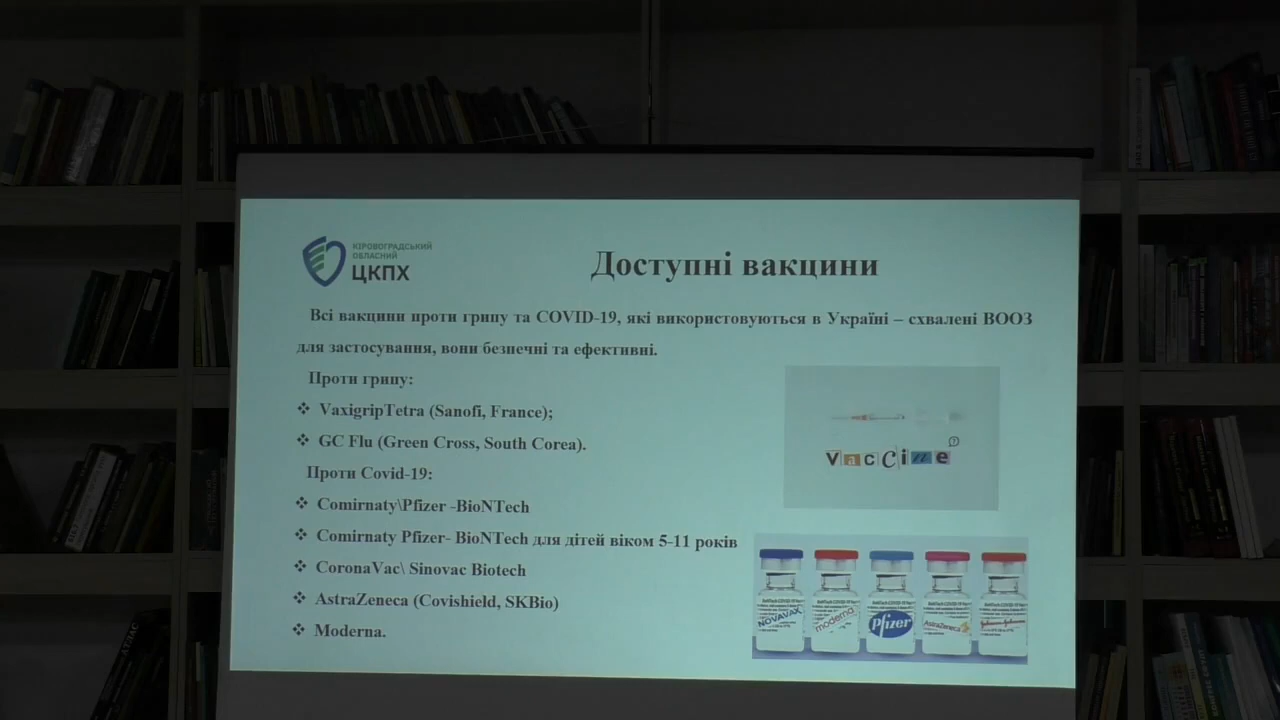 КІРОВОГРАДСЬКИЙ
ОБЛАСНИЙ
ЦКПХ
Доступні вакцини
Всі вакцини проти грипу та COVID-19, які використовуються в Україні – схвалені ВООЗ
для застосування, вони безпечні та ефективні.
Проти грипу:
❖ VaxigripTetra (Sanofi, France);
❖ GC Flu (Green Cross, South Corea).
Проти Covid-19:
❖ Comirnaty\Pfizer -BioNTech
❖ Comirnaty Pfizer- BioNTech для дітей віком 5-11 років
❖ CoronaVac\ Sinovac Biotech
❖ AstraZeneca (Covishield, SKBio)
❖ Moderna.
vaccine
?
NOVAVAX
moderna
Pfizer
AstraZeneca
Johnson&Johnson